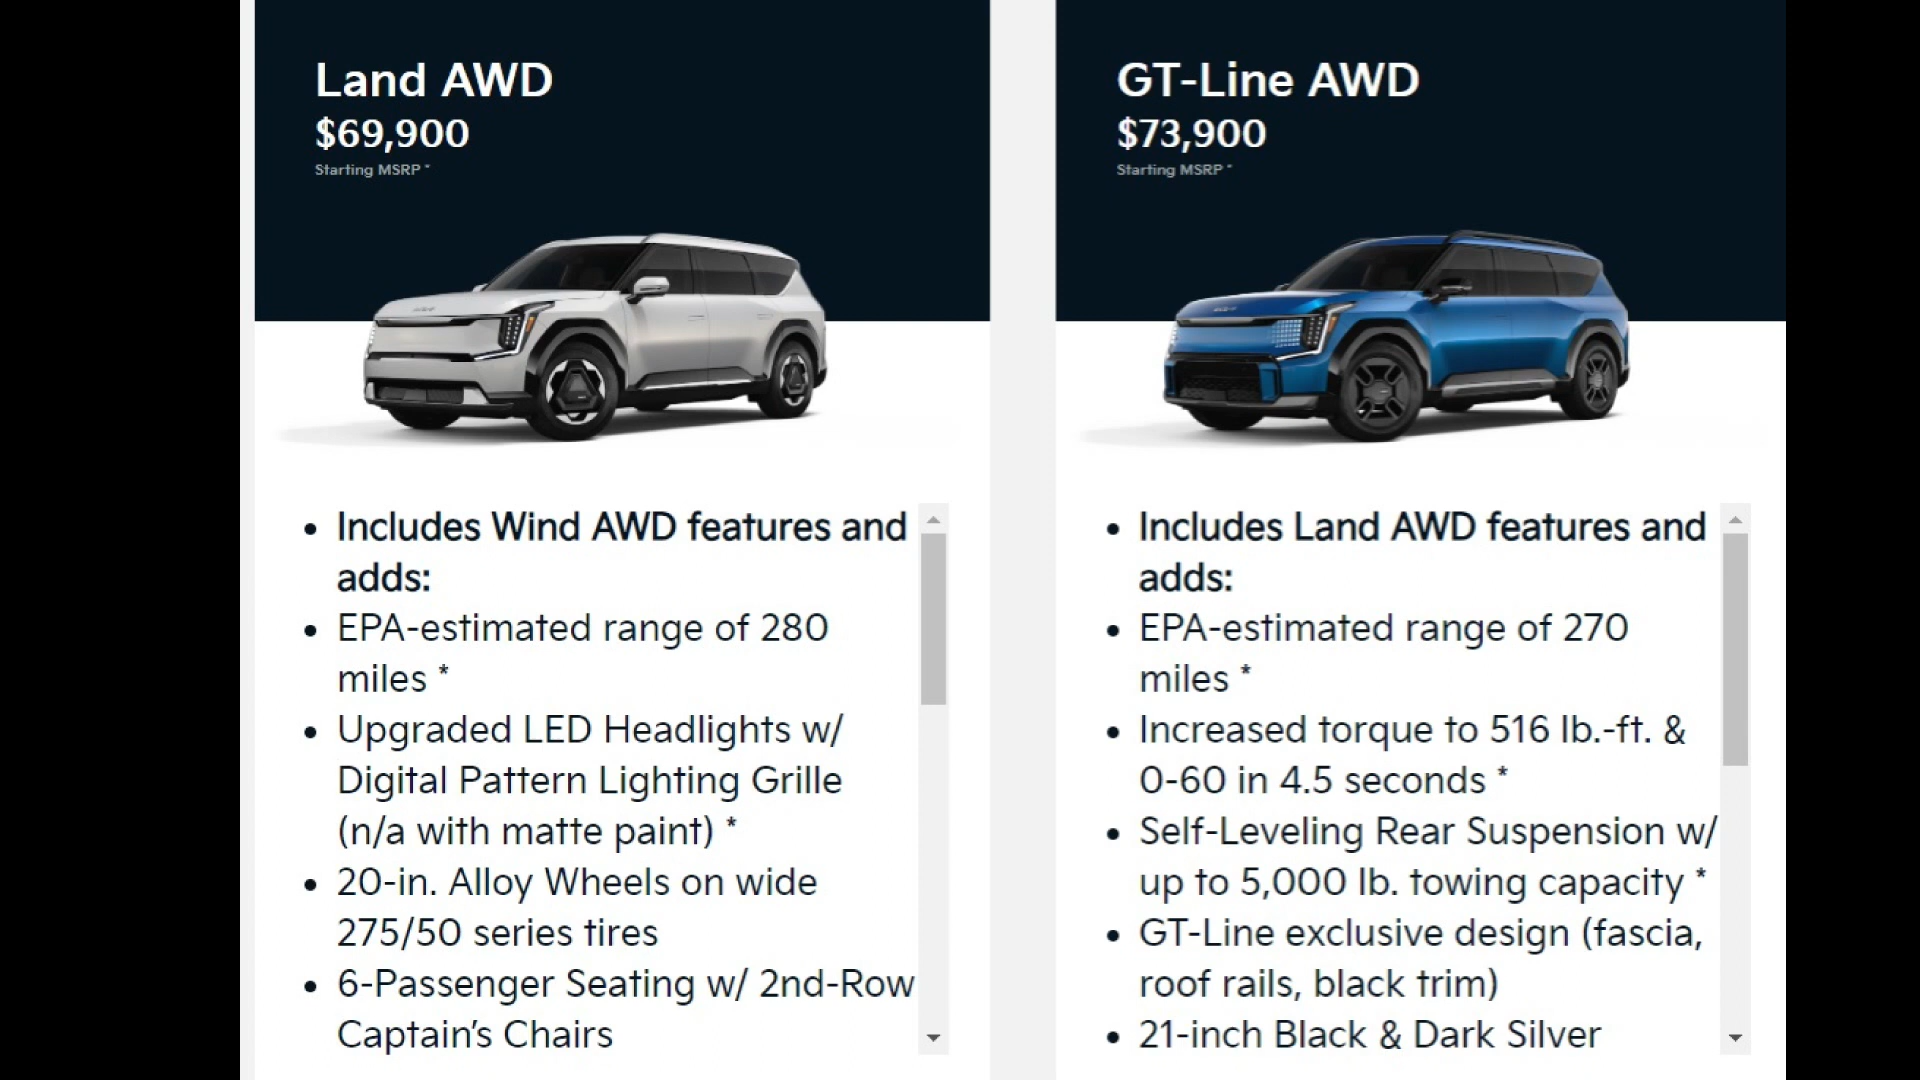 Land AWD
$69,900
Starting MSRP *
Includes Wind AWD features and
adds:
EPA-estimated range of 280
miles *
Upgraded LED Headlights w/
Digital Pattern Lighting Grille
(n/a with matte paint) *
20-in. Alloy Wheels on wide
275/50 series tires
6-Passenger Seating w/ 2nd-Row
Captain's Chairs
GT-Line AWD
$73,900
Starting MSRP *
Includes Land AWD features and
adds:
EPA-estimated range of 270
miles *
Increased torque to 516 lb.-ft. &
0-60 in 4.5 seconds *
Self-Leveling Rear Suspension w/
up to 5,000 lb. towing capacity *
GT-Line exclusive design (fascia,
roof rails, black trim)
21-inch Black & Dark Silver